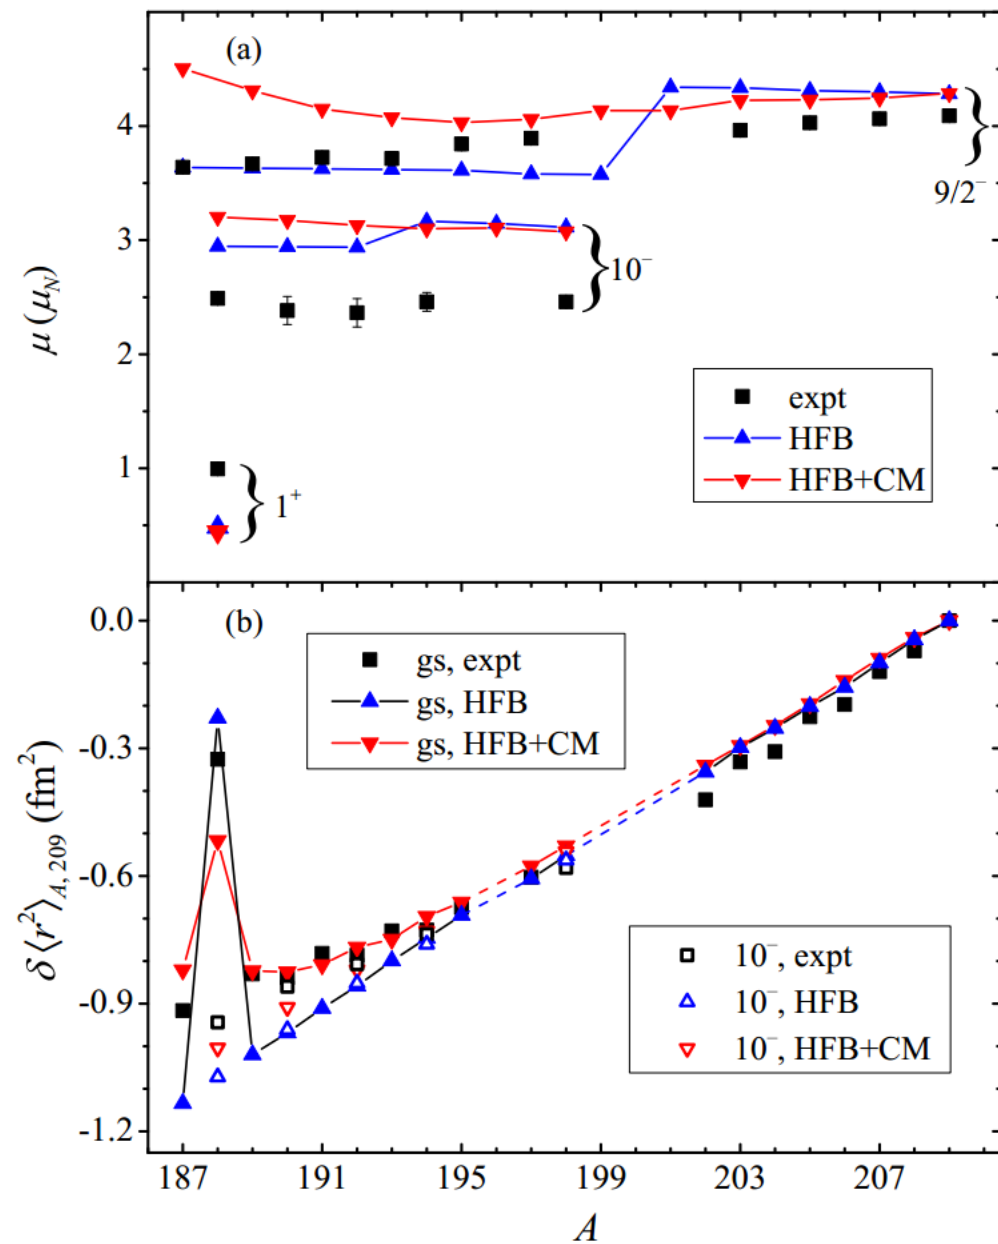 (a)
4
3
2
1
μ (μN)
9/2⁻
10⁻
1⁺
expt
HFB
HFB+CM
(b)
0.0
-0.3
-0.6
-0.9
-1.2
δ⟨r²⟩A, 209 (fm²)
gs, expt
gs, HFB
gs, HFB+CM
10⁻, expt
10⁻, HFB
10⁻, HFB+CM
187 191 195 199 203 207
A